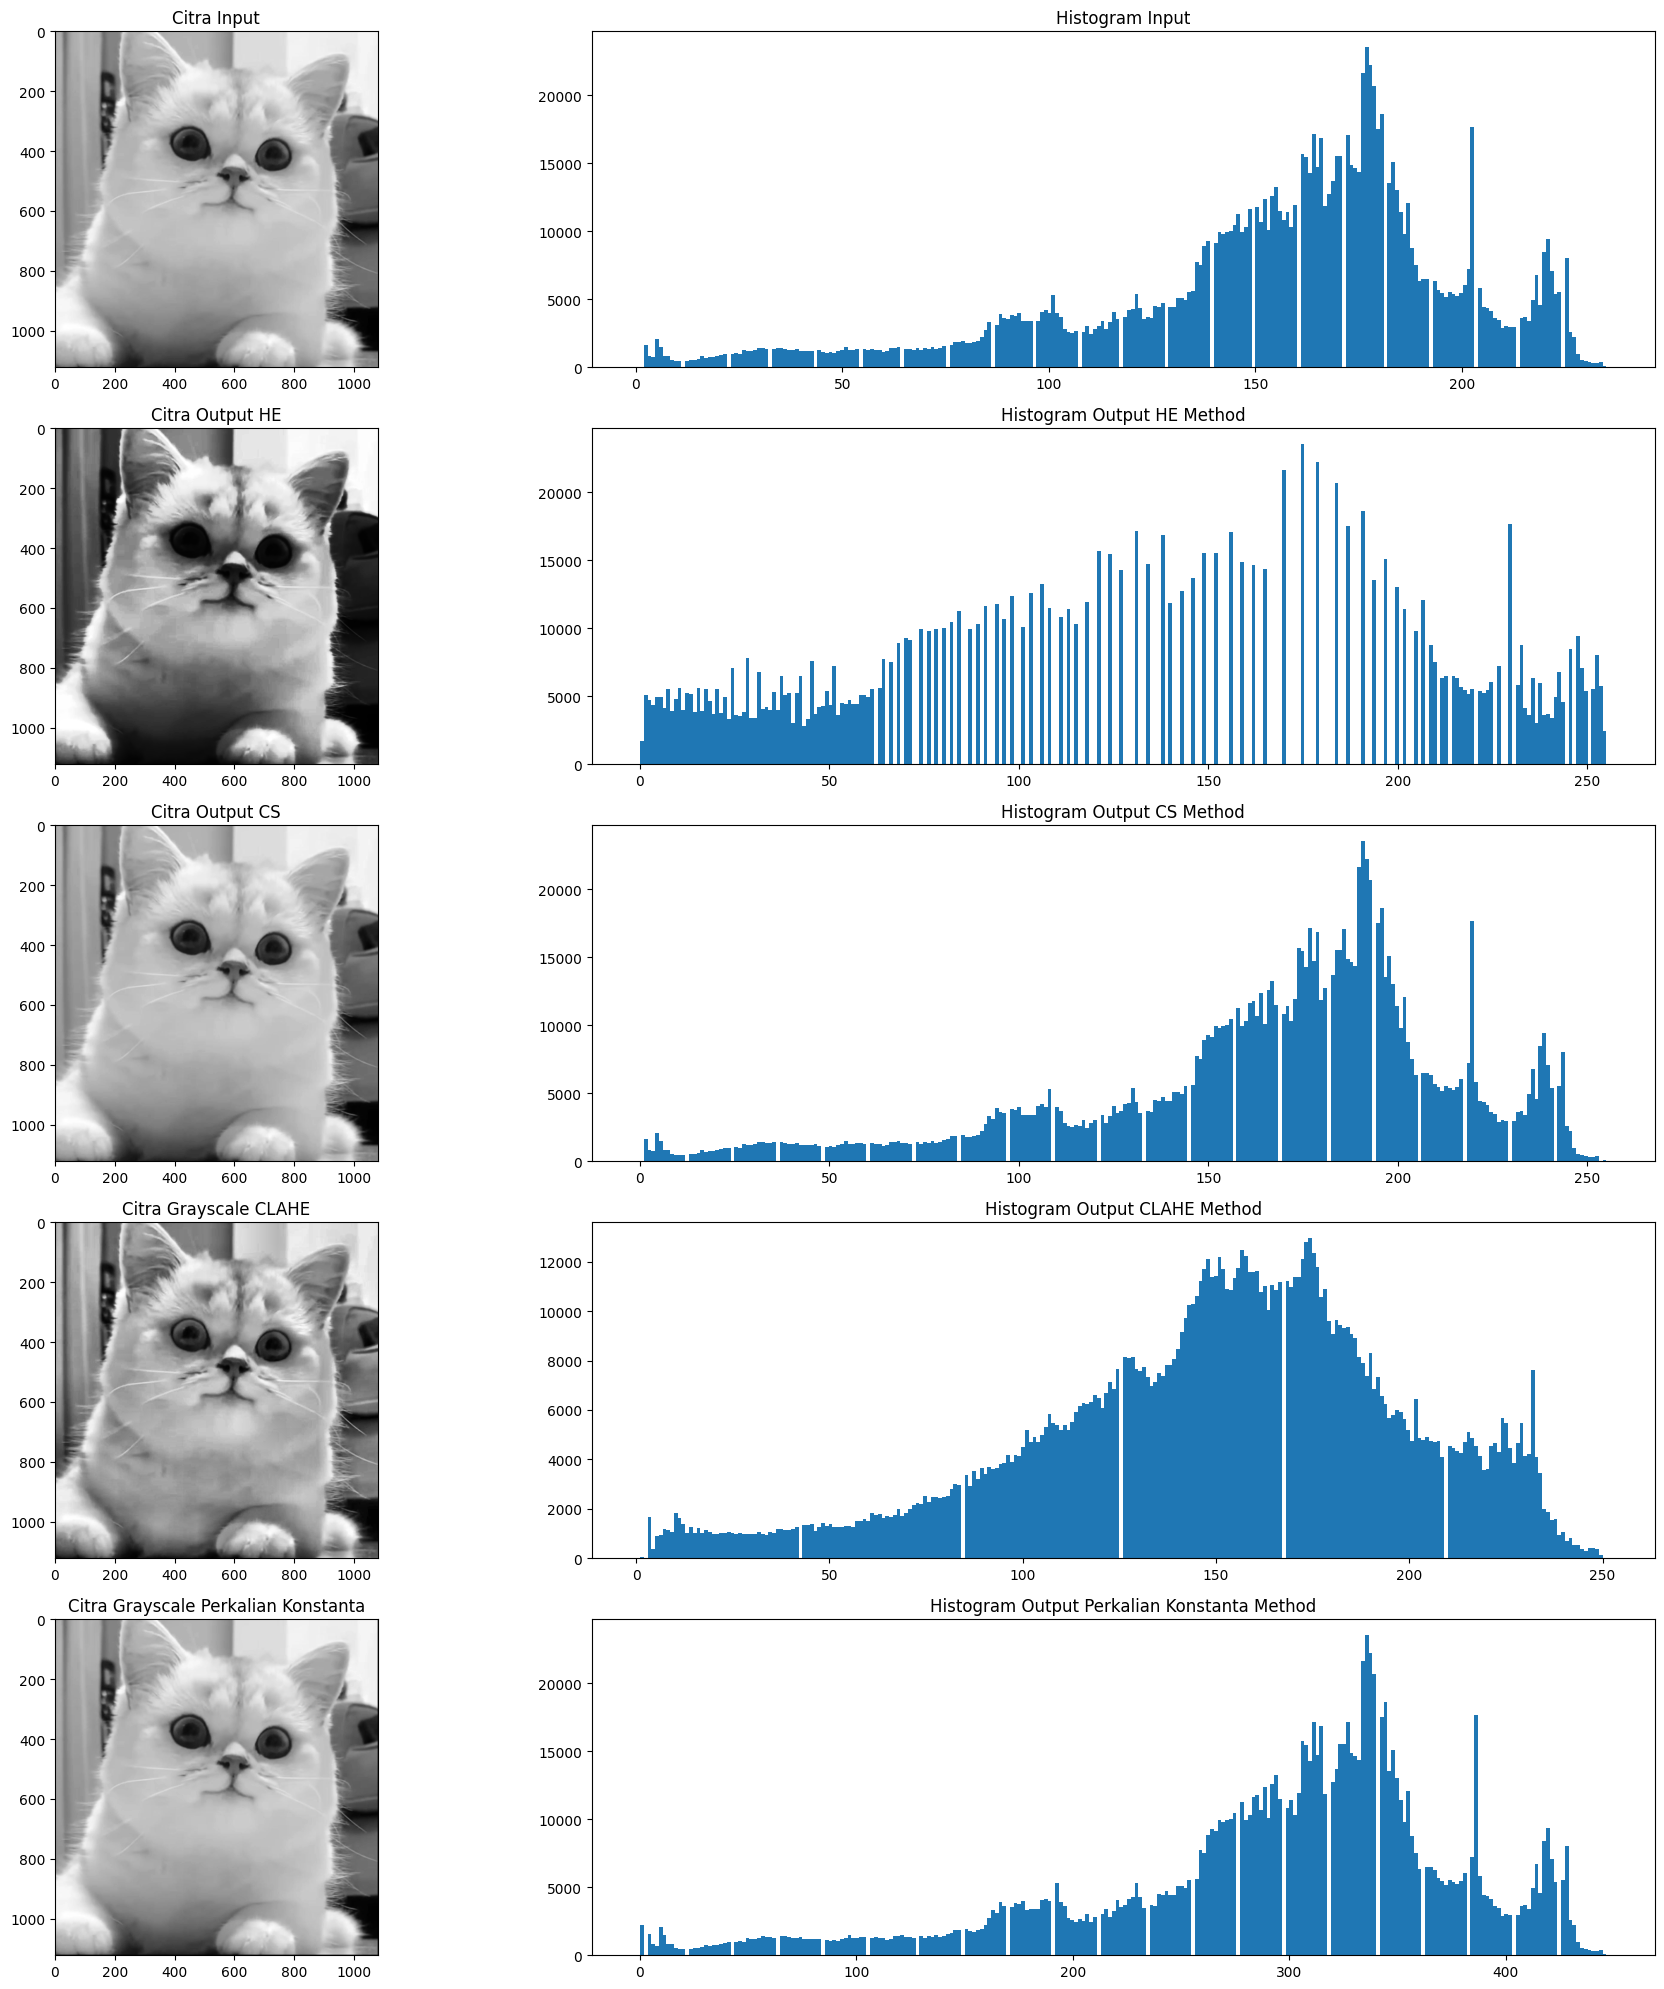 Citra Input
0
200
400
600
800
1000
0 200 400 600 800 1000
Histogram Input
20000
15000
10000
5000
0
0 50 100 150 200
Citra Output HE
0
200
400
600
800
1000
0 200 400 600 800 1000
Histogram Output HE Method
20000
15000
10000
5000
0
0 50 100 150 200 250
Citra Output CS
0
200
400
600
800
1000
0 200 400 600 800 1000
Histogram Output CS Method
20000
15000
10000
5000
0
0 50 100 150 200 250
Citra Grayscale CLAHE
0
200
400
600
800
1000
0 200 400 600 800 1000
Histogram Output CLAHE Method
12000
10000
8000
6000
4000
2000
0
0 50 100 150 200 250
Citra Grayscale Perkalian Konstanta
0
200
400
600
800
1000
0 200 400 600 800 1000
Histogram Output Perkalian Konstanta Method
20000
15000
10000
5000
0
0 100 200 300 400